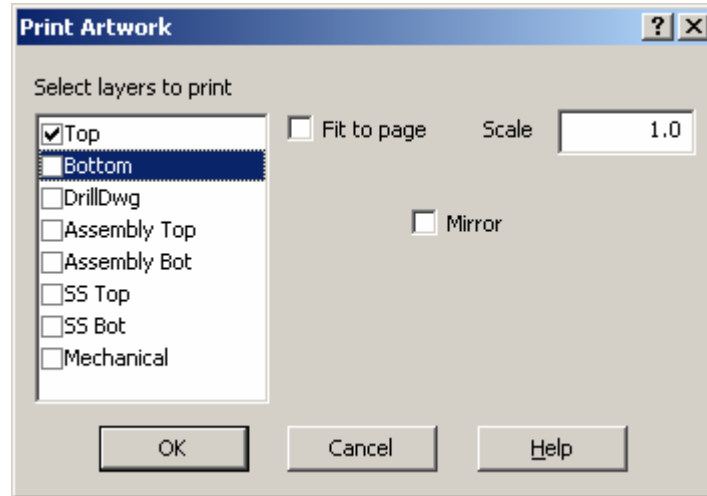 Print Artwork
Select layers to print
Top
Bottom
DrillDwg
Assembly Top
Assembly Bot
SS Top
SS Bot
Mechanical
Fit to page Scale 1.0
Mirror
OK Cancel Help